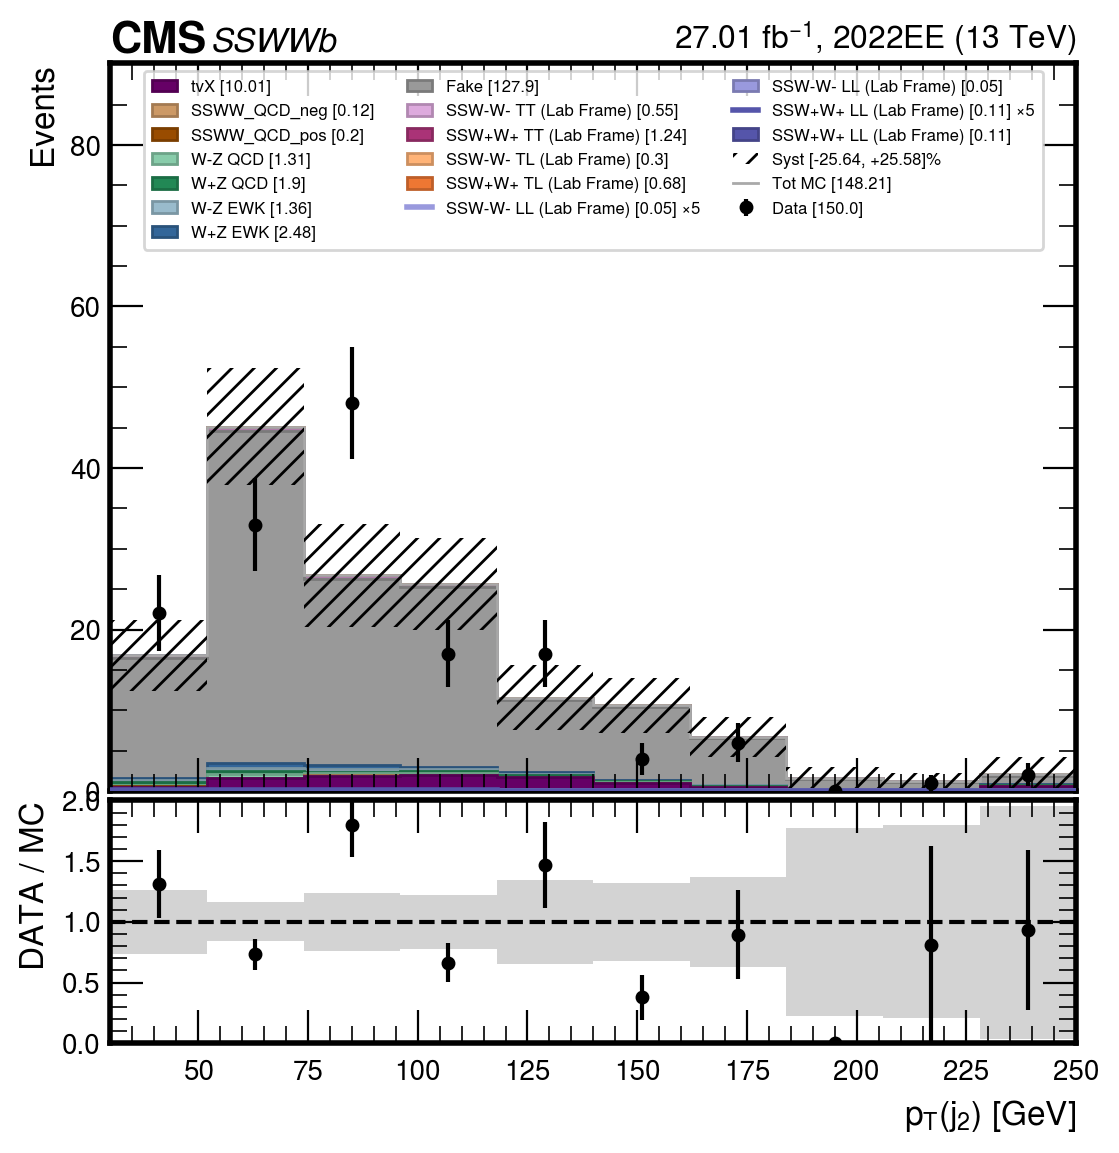 CMS SSWWb 27.01 fb⁻¹, 2022EE (13 TeV)
Events
tVX [10.01]
SSWW_QCD_neg [0.12]
SSWW_QCD_pos [0.2]
W-Z QCD [1.31]
W+Z QCD [1.9]
W-Z EWK [1.36]
W+Z EWK [2.48]
Fake [127.9]
SSW-W- TT (Lab Frame) [0.55]
SSW+W+ TT (Lab Frame) [1.24]
SSW-W- TL (Lab Frame) [0.3]
SSW+W+ TL (Lab Frame) [0.68]
SSW-W- LL (Lab Frame) [0.05] ×5
SSW-W- LL (Lab Frame) [0.05]
SSW+W+ LL (Lab Frame) [0.11] ×5
SSW+W+ LL (Lab Frame) [0.11]
Syst [-25.64, +25.58]%
Tot MC [148.21]
Data [150.0]
80
60
40
20
0
DATA / MC
2.0
1.5
1.0
0.5
0.0
50 75 100 125 150 175 200 225 250
p_T(j₂) [GeV]